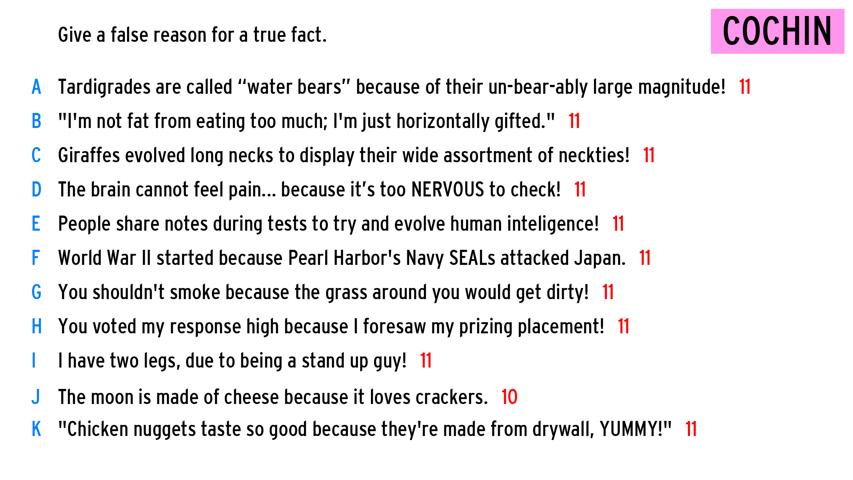 Give a false reason for a true fact.
COCHIN
A Tardigrades are called “water bears” because of their un-bear-ably large magnitude! 11
B "I'm not fat from eating too much; I'm just horizontally gifted." 11
C Giraffes evolved long necks to display their wide assortment of neckties! 11
D The brain cannot feel pain... because it’s too NERVOUS to check! 11
E People share notes during tests to try and evolve human inteligence! 11
F World War II started because Pearl Harbor's Navy SEALs attacked Japan. 11
G You shouldn't smoke because the grass around you would get dirty! 11
H You voted my response high because I foresaw my prizing placement! 11
I I have two legs, due to being a stand up guy! 11
J The moon is made of cheese because it loves crackers. 10
K "Chicken nuggets taste so good because they're made from drywall, YUMMY!" 11